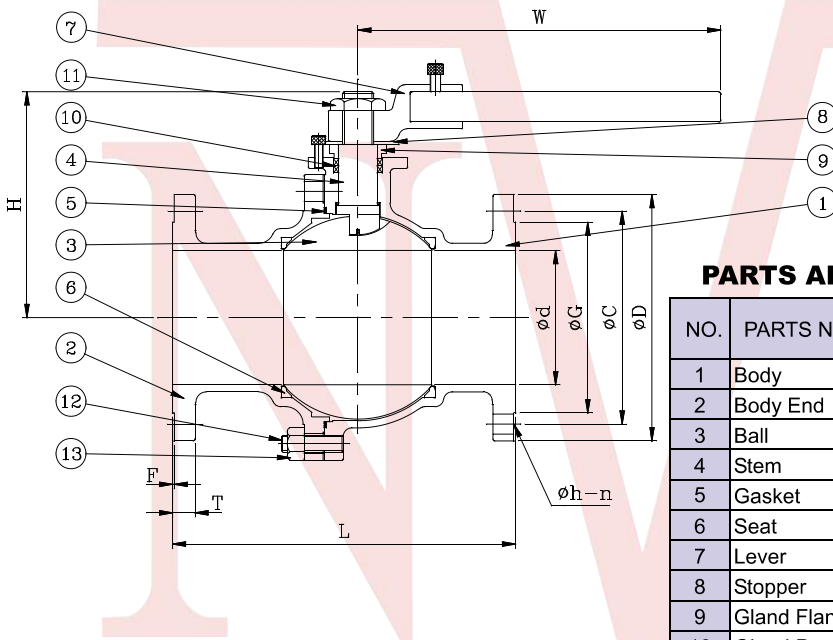 W
7
11
10
4
5
3
6
2
12
13
8
9
1
H
ød
øG
øC
øD
F
T
L
øh-n
PARTS
NO. PARTS
1 Body
2 Body End
3 Ball
4 Stem
5 Gasket
6 Seat
7 Lever
8 Stopper
9 Gland